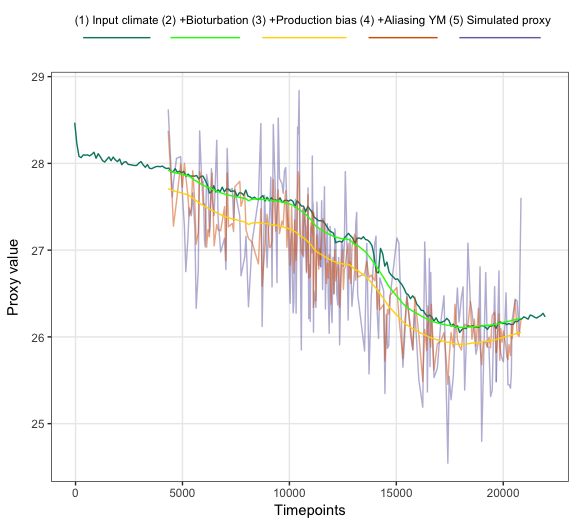 (1) Input climate (2) +Bioturbation (3) +Production bias (4) +Aliasing YM (5) Simulated proxy
29
28
27
26
25
Proxy value
0 5000 10000 15000 20000
Timepoints